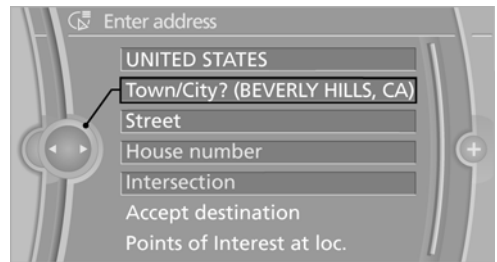 Enter address
UNITED STATES
Town/City? (BEVERLY HILLS, CA)
Street
House number
Intersection
Accept destination
Points of Interest at loc.